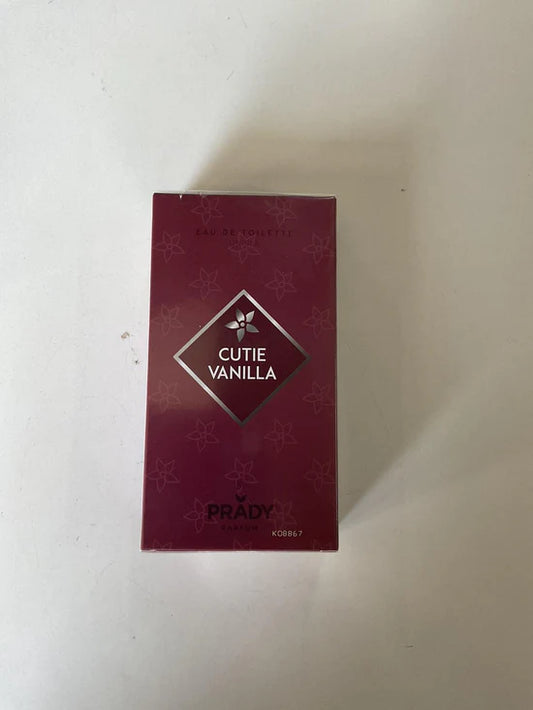 EAU DE TOILETTE
CUTIE
VANILLA
PRADY
PARFUM
K08867